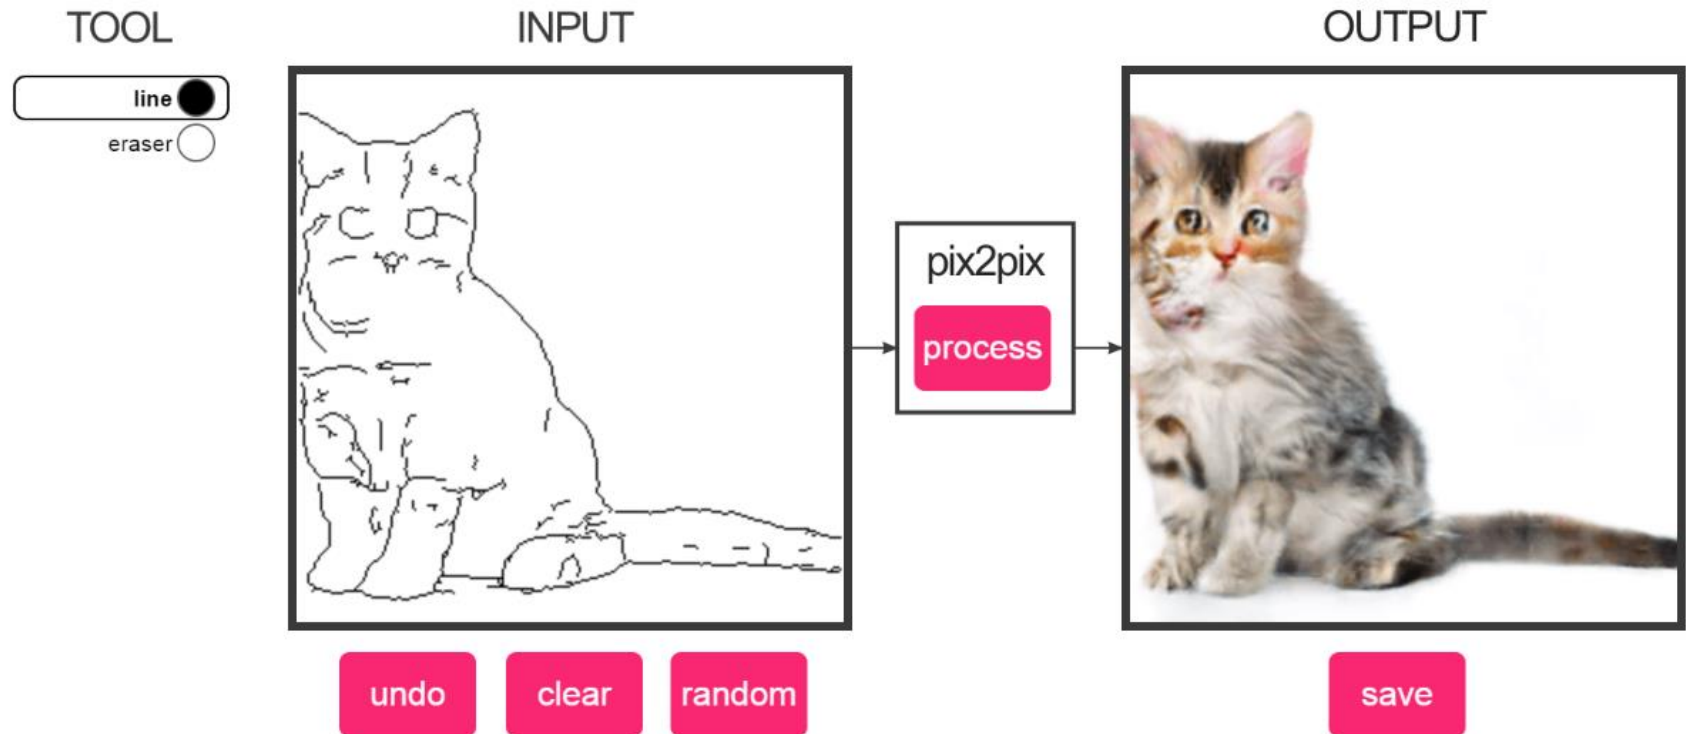 TOOL
INPUT
OUTPUT
line
eraser
pix2pix
process
undo
clear
random
save